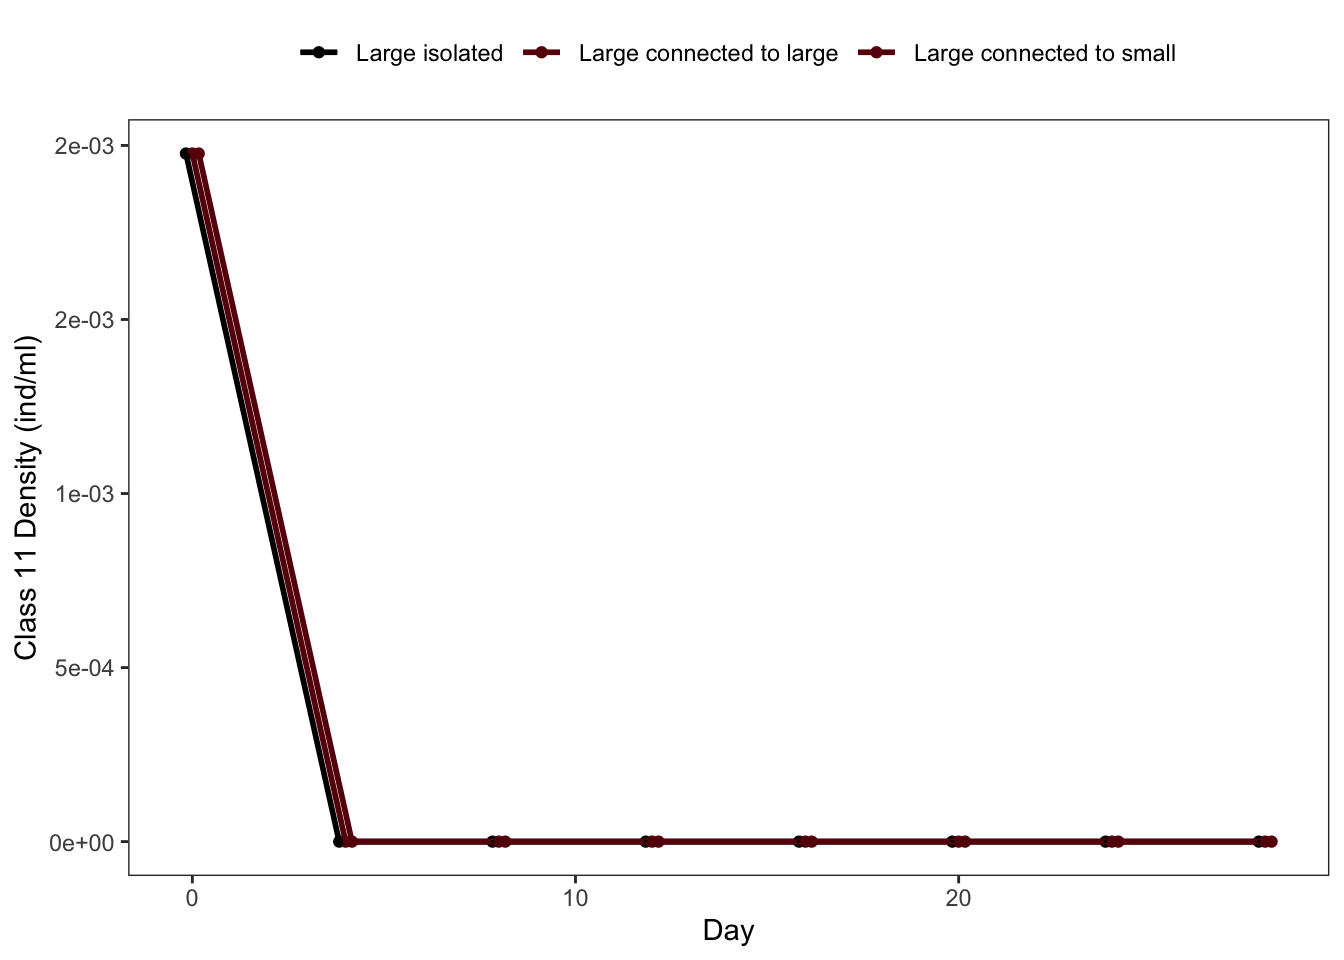 Large isolated Large connected to large Large connected to small
2e-03
2e-03
1e-03
5e-04
0e+00
Class 11 Density (ind/ml)
0 10 20
Day